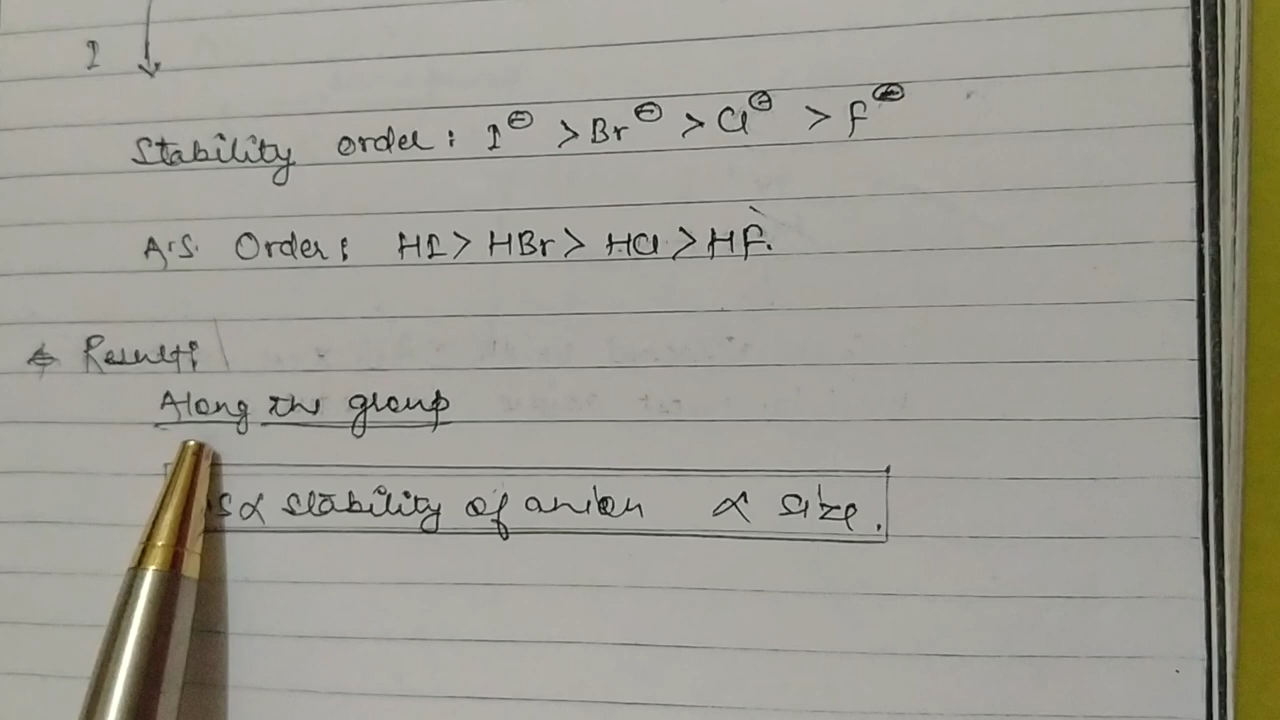 I ↓
Stability order : I⊖ > Br⊖ > Cl⊖ > F⊖
A.S. Order : HI > HBr > HCl > HF.
Result :
Along the group
S ∝ stability of anion ∝ size.